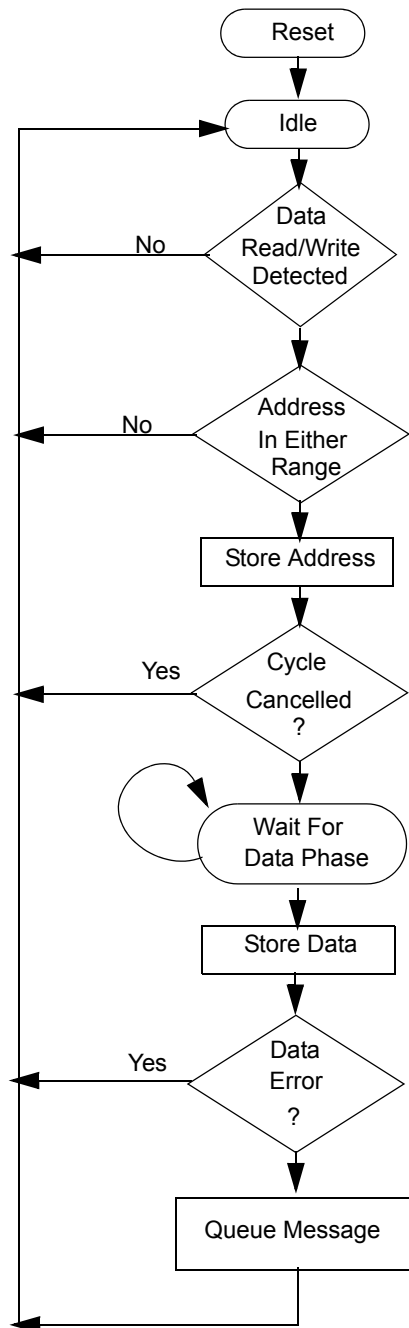 Reset
Idle
Data
No
Read/Write
Detected
Address
No
In Either
Range
Store Address
Yes
Cycle
Cancelled
?
Wait For
Data Phase
Store Data
Yes
Data
Error
?
Queue Message